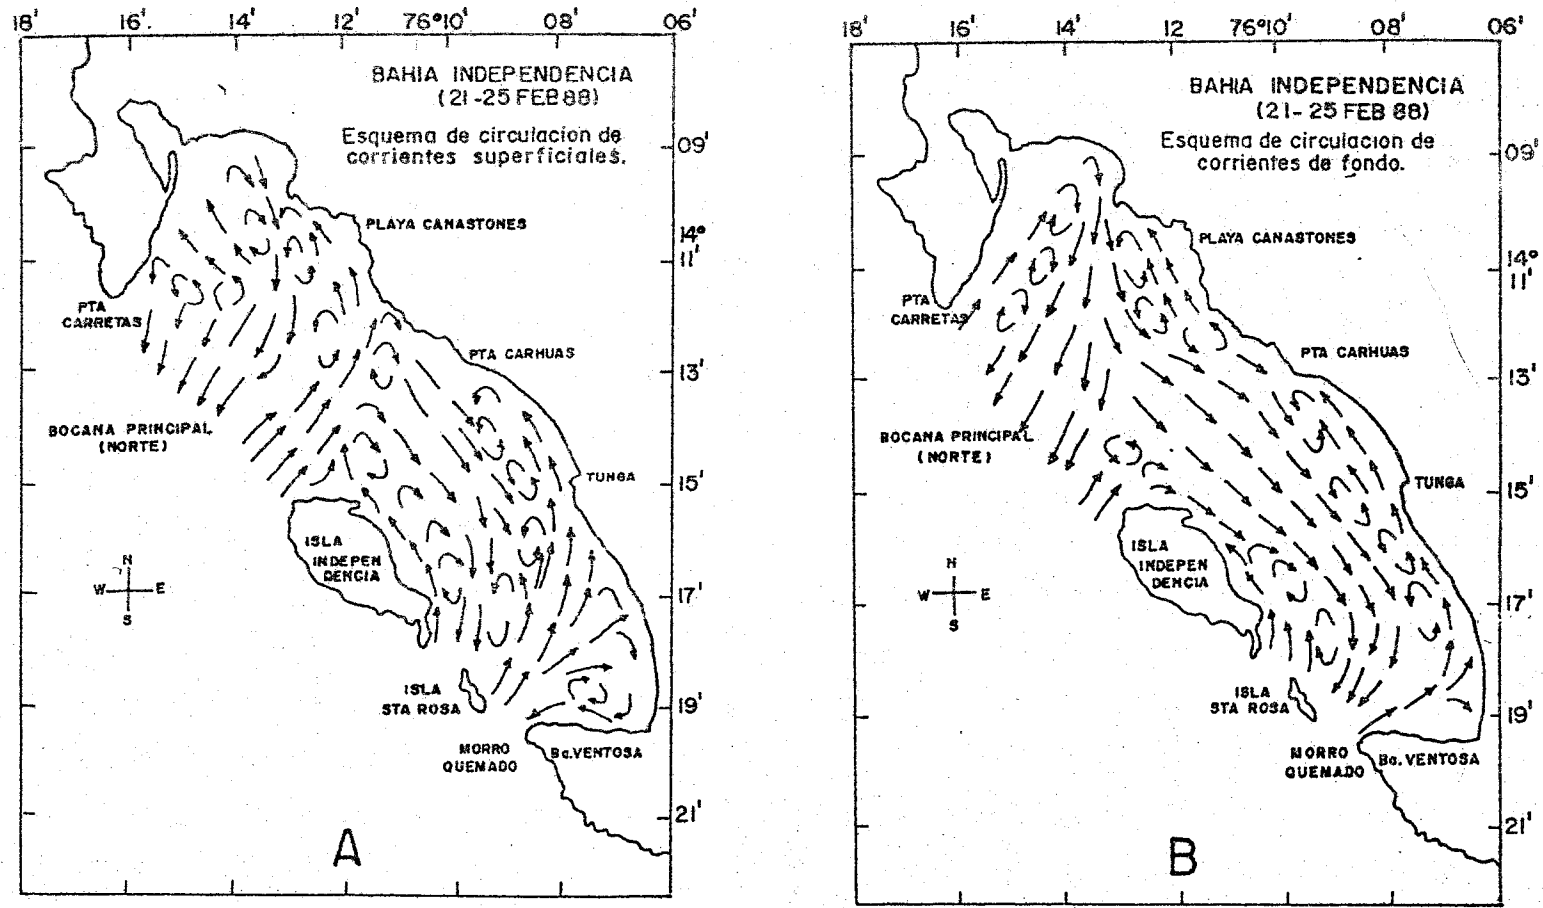 18' 16' 14' 12' 76°10' 08' 06'
BAHIA INDEPENDENCIA
(21-25 FEB 88)
Esquema de circulacion de
corrientes superficiales.
09'
PLAYA CANASTONES
14°
11'
PTA
CARRETAS
PTA CARHUAS
13'
BOCANA PRINCIPAL
(NORTE)
TUNGA
15'
ISLA
INDEPEN
DENCIA
N
W E
S
17'
ISLA
STA ROSA
19'
MORRO
QUEMADO
Ba. VENTOSA
21'
A
18' 16' 14' 12' 76°10' 08' 06'
BAHIA INDEPENDENCIA
(21-25 FEB 88)
Esquema de circulacion de
corrientes de fondo.
09'
PLAYA CANASTONES
14°
11'
PTA
CARRETAS
PTA CARHUAS
13'
BOCANA PRINCIPAL
(NORTE)
TUNGA
15'
ISLA
INDEPEN
DENCIA
N
W E
S
17'
ISLA
STA ROSA
19'
MORRO
QUEMADO
Ba. VENTOSA
21'
B